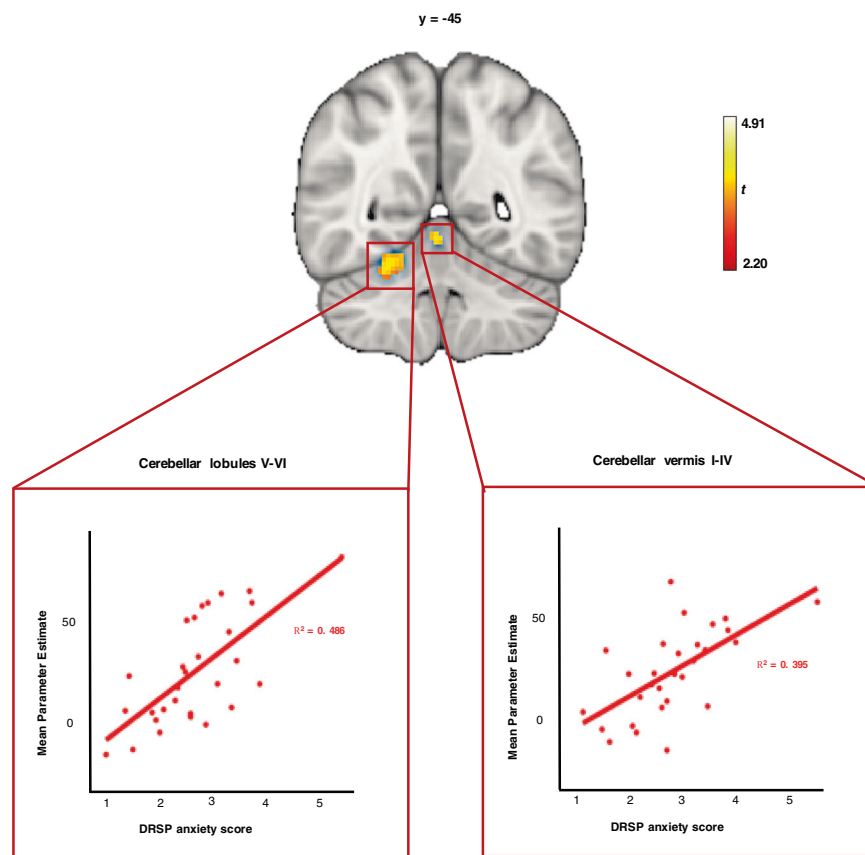 y = -45
4.91
t
2.20
Cerebellar lobules V-VI
Cerebellar vermis I-IV
Mean Parameter Estimate
50
0
R² = 0. 486
1 2 3 4 5
DRSP anxiety score
Mean Parameter Estimate
50
0
R² = 0. 395
1 2 3 4 5
DRSP anxiety score